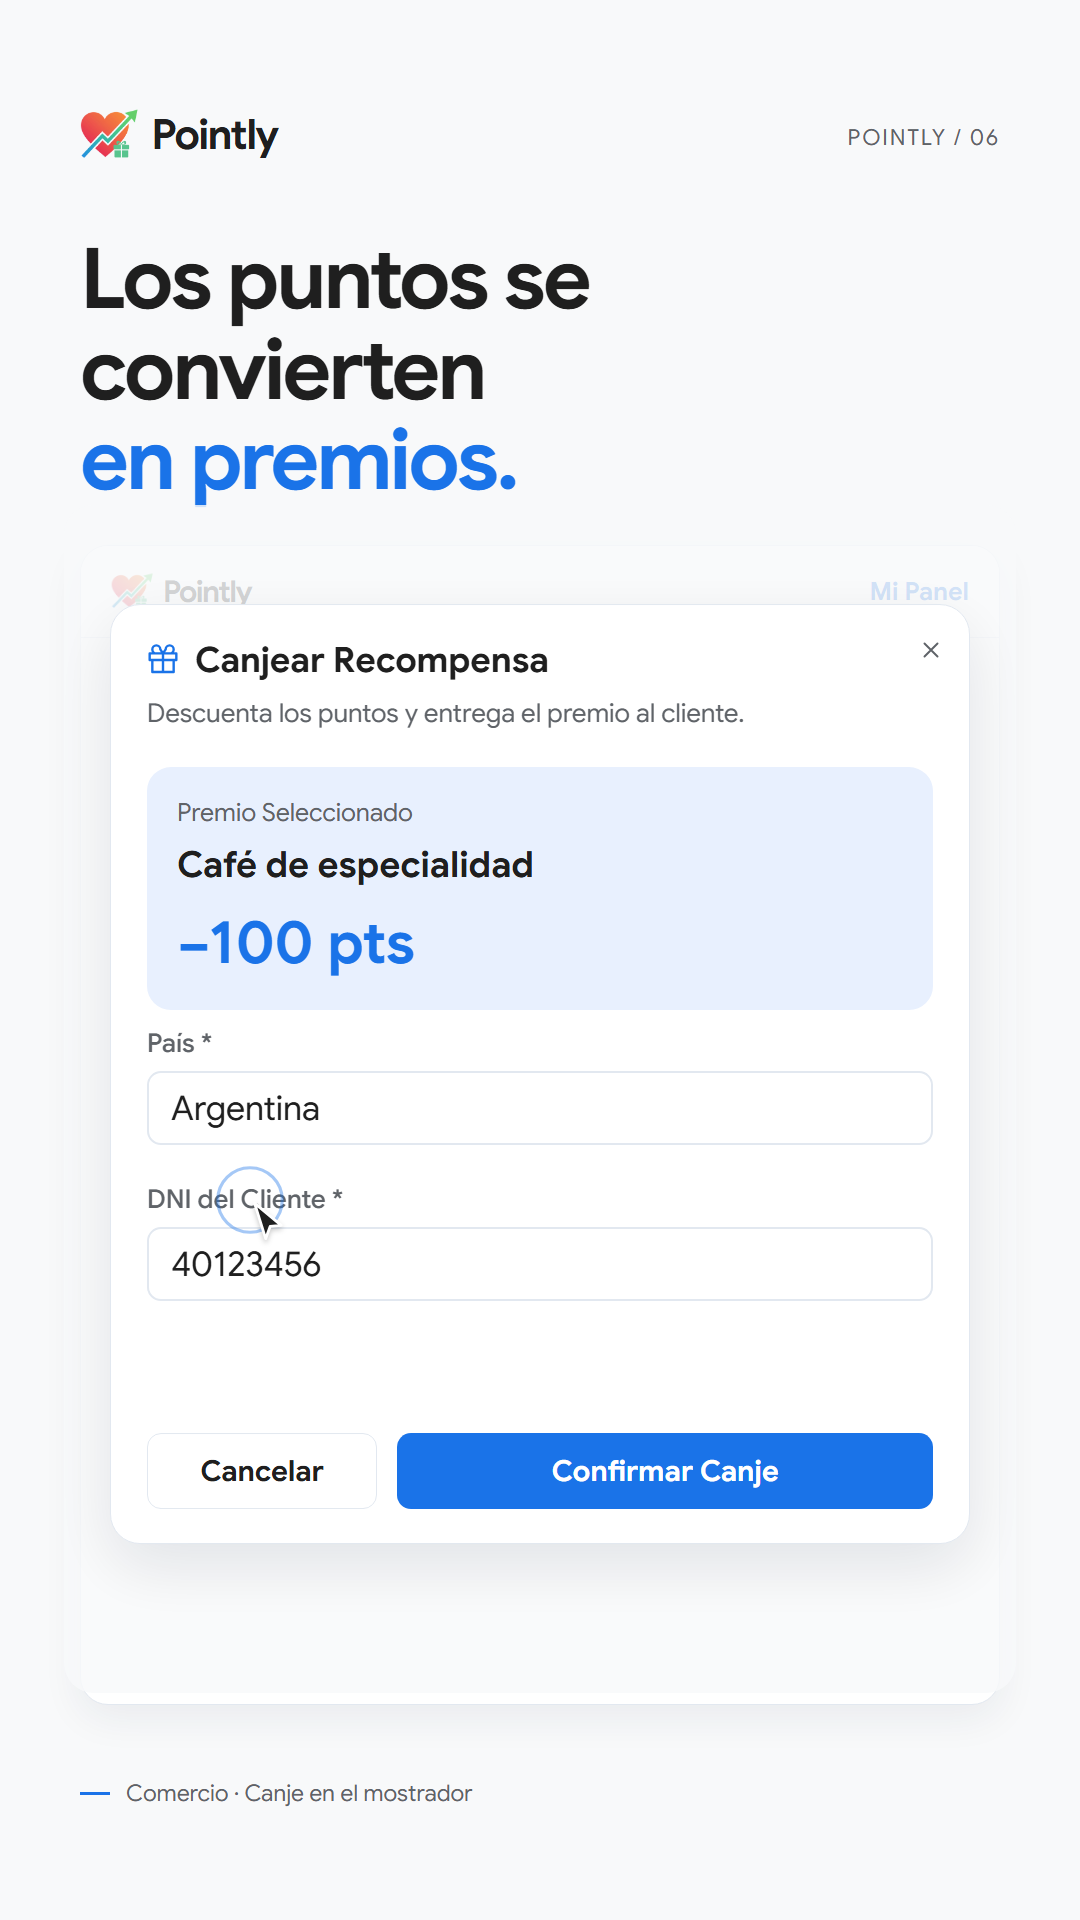 Pointly
POINTLY / 06
Los puntos se
convierten
en premios.
Pointly
Mi Panel
Canjear Recompensa
Descuenta los puntos y entrega el premio al cliente.
Premio Seleccionado
Café de especialidad
–100 pts
País *
Argentina
DNI del Cliente *
40123456
Cancelar
Confirmar Canje
Comercio · Canje en el mostrador